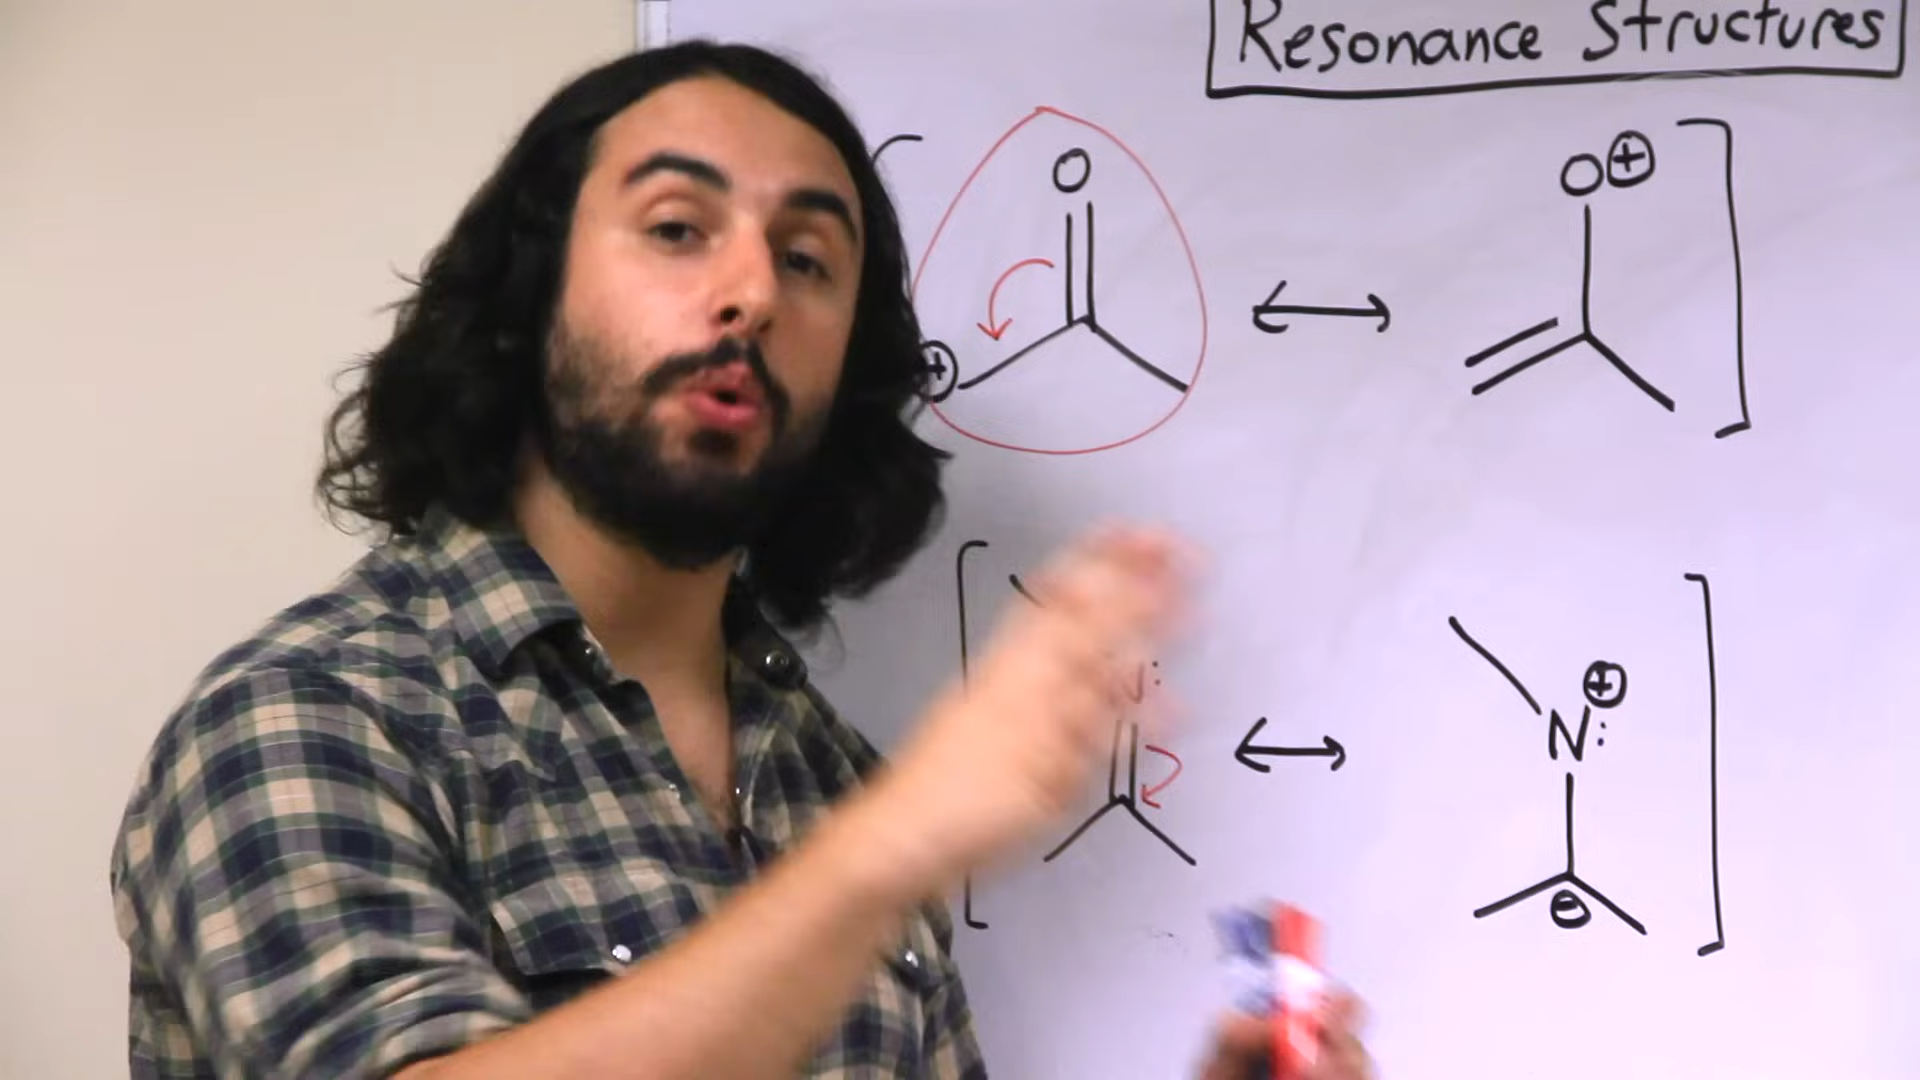 Resonance Structures
O
O⊕
⊕
N:
N:
⊕
⊖